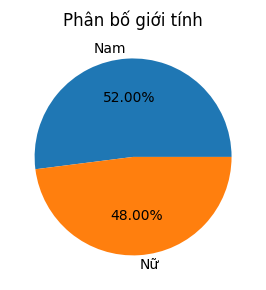 Phân bố giới tính
Nam
52.00%
48.00%
Nữ